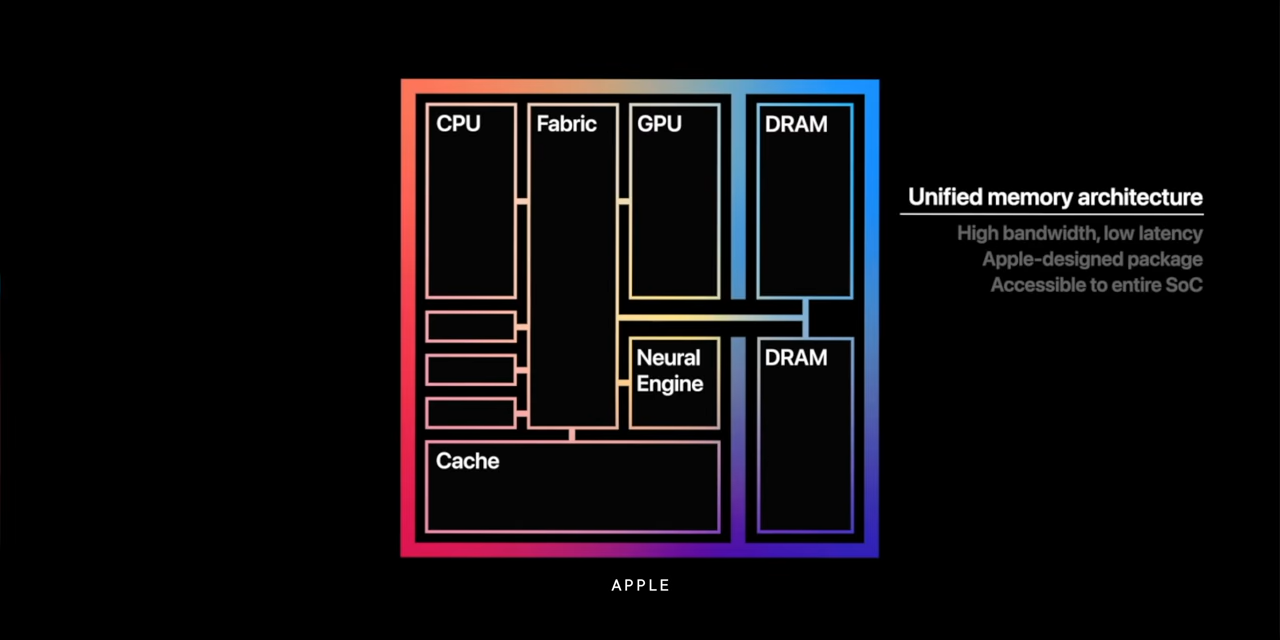 CPU
Fabric
GPU
DRAM
Unified memory architecture
High bandwidth, low latency
Apple-designed package
Accessible to entire SoC
Neural
Engine
DRAM
Cache
APPLE